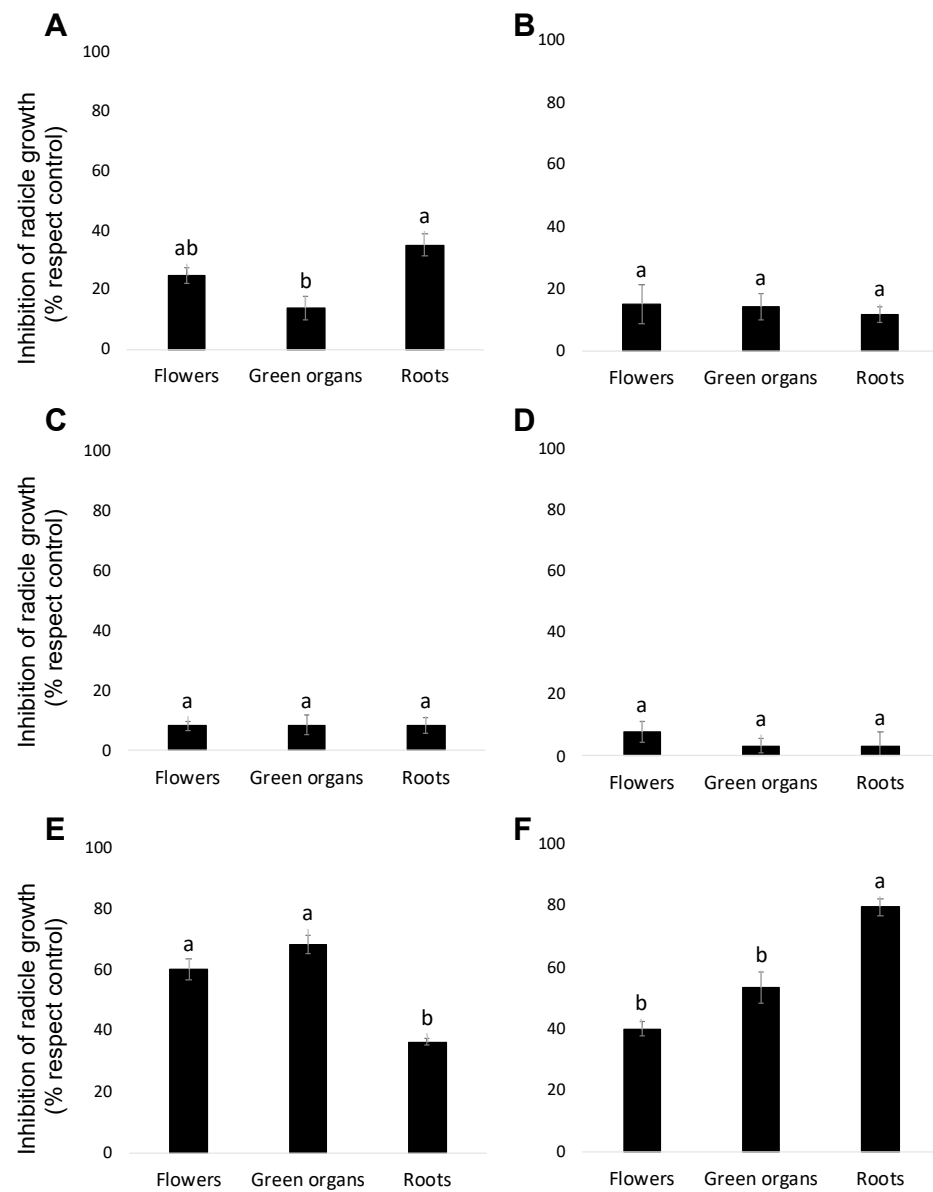 A
Inhibition of radicle growth
(% respect control)
100
80
60
40
20
0
ab
b
a
Flowers Green organs Roots
B
100
80
60
40
20
0
a
a
a
Flowers Green organs Roots
C
Inhibition of radicle growth
(% respect control)
100
80
60
40
20
0
a
a
a
Flowers Green organs Roots
D
100
80
60
40
20
0
a
a
a
Flowers Green organs Roots
E
Inhibition of radicle growth
(% respect control)
100
80
60
40
20
0
a
a
b
Flowers Green organs Roots
F
100
80
60
40
20
0
b
b
a
Flowers Green organs Roots